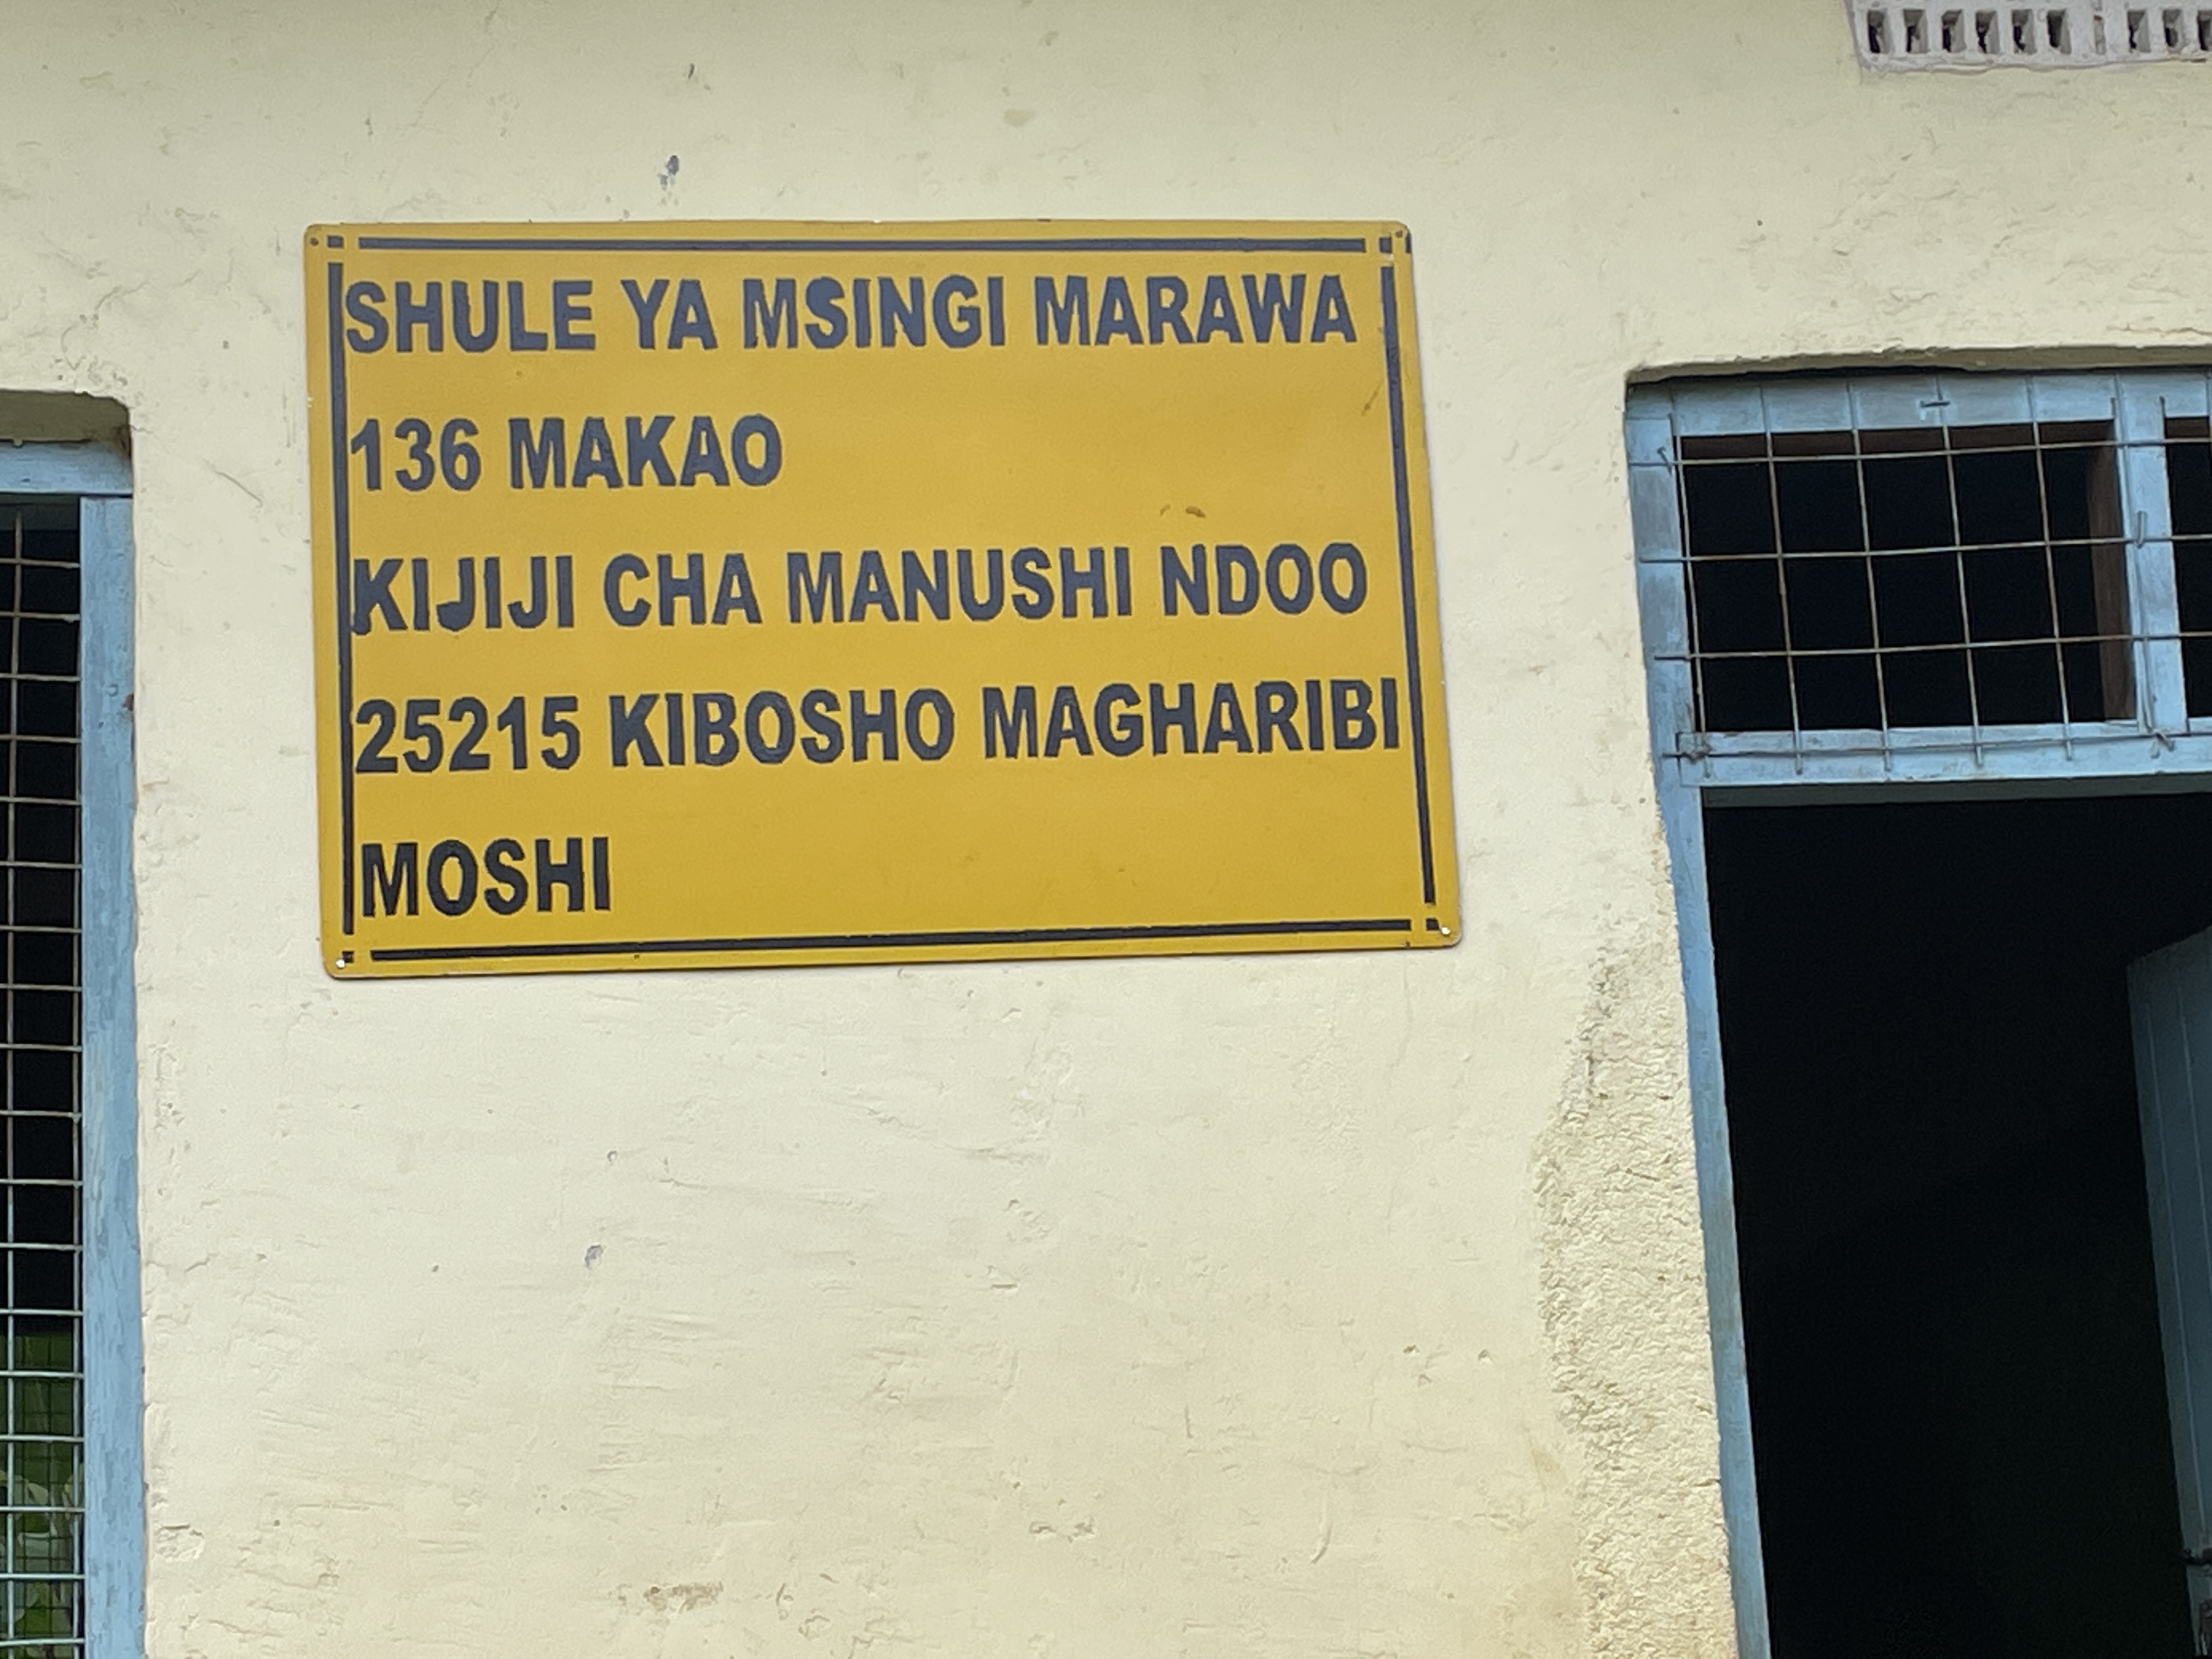 SHULE YA MSINGI MARAWA
136 MAKAO
KIJIJI CHA MANUSHI NDOO
25215 KIBOSHO MAGHARIBI
MOSHI